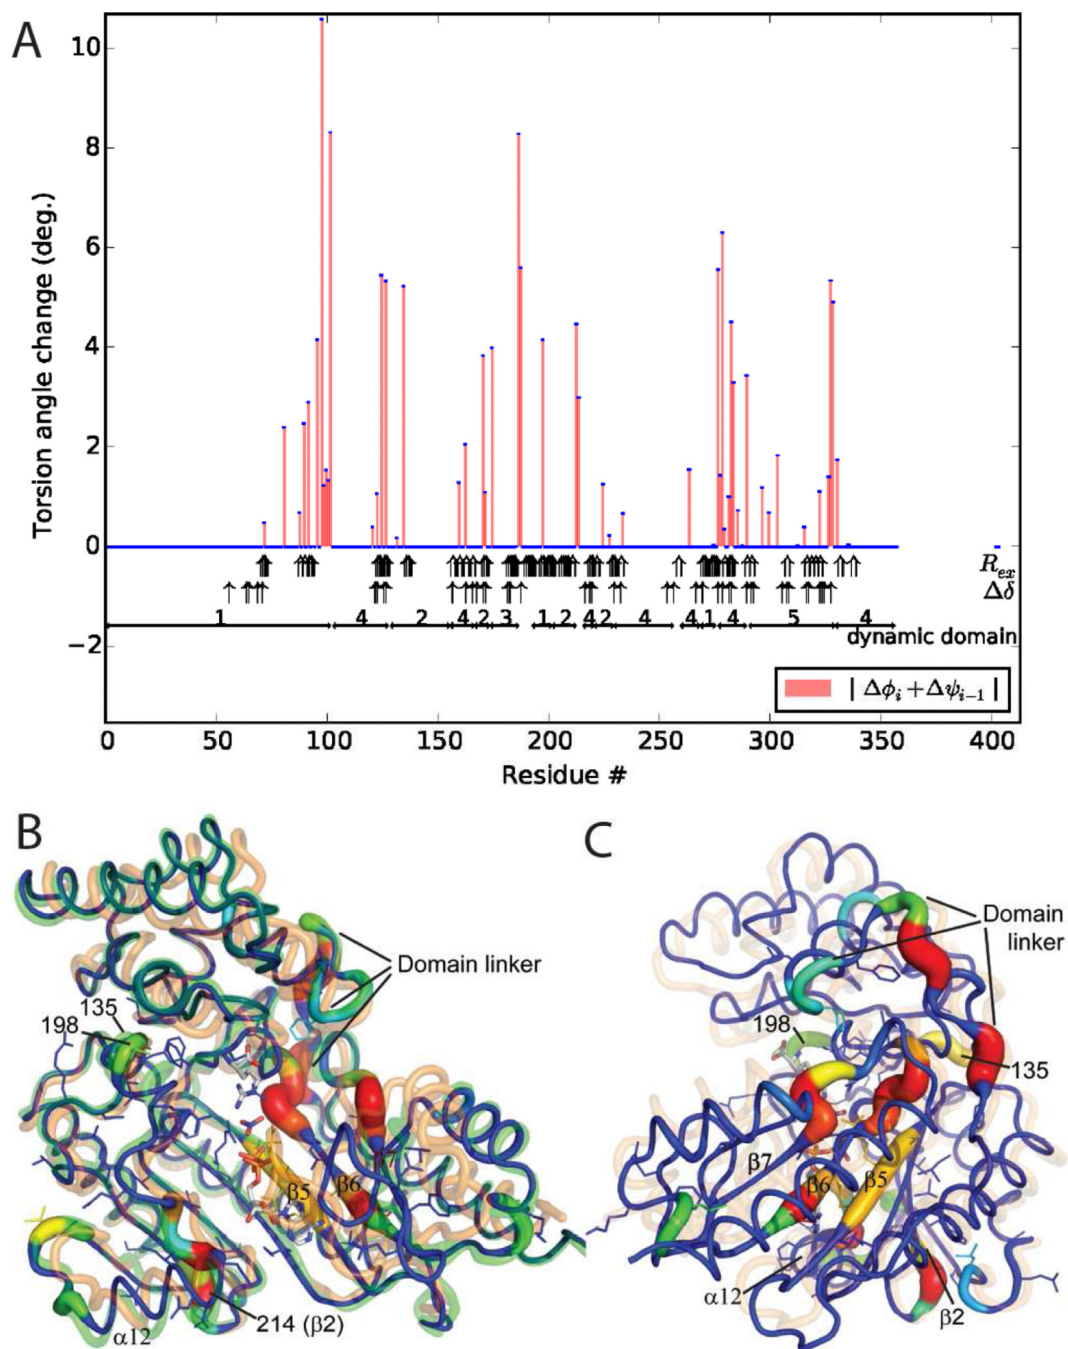 A
Torsion angle change (deg.)
10
8
6
4
2
0
−2
R_ex
Δδ
1 4 2 4 2 3 1 2 4 2 4 4 1 4 5 4
dynamic domain
| Δϕ_i + Δψ_{i−1} |
0 50 100 150 200 250 300 350 400
Residue #
B
Domain linker
135
198
β7
β5
β6
214 (β2)
α12
C
Domain
linker
198
135
β7
β6
β5
α12
β2